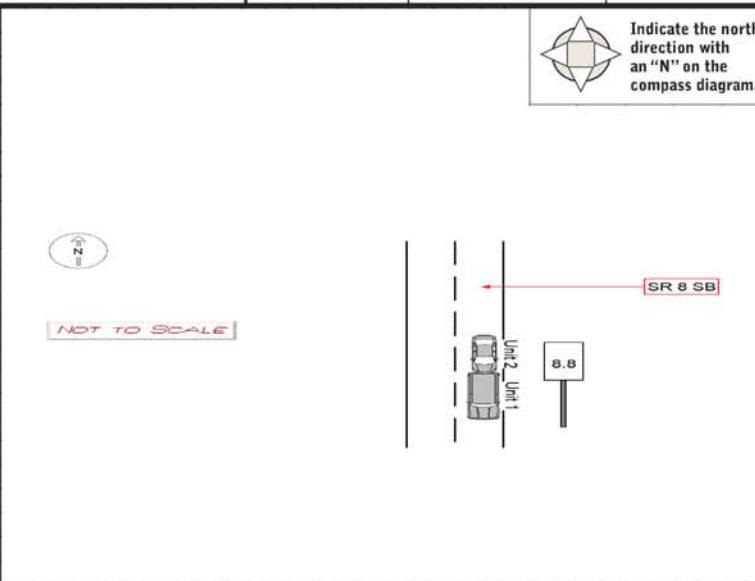 Indicate the north
direction with
an "N" on the
compass diagram.
N
SR 8 SB
NOT TO SCALE
Unit 2
Unit 1
8.8